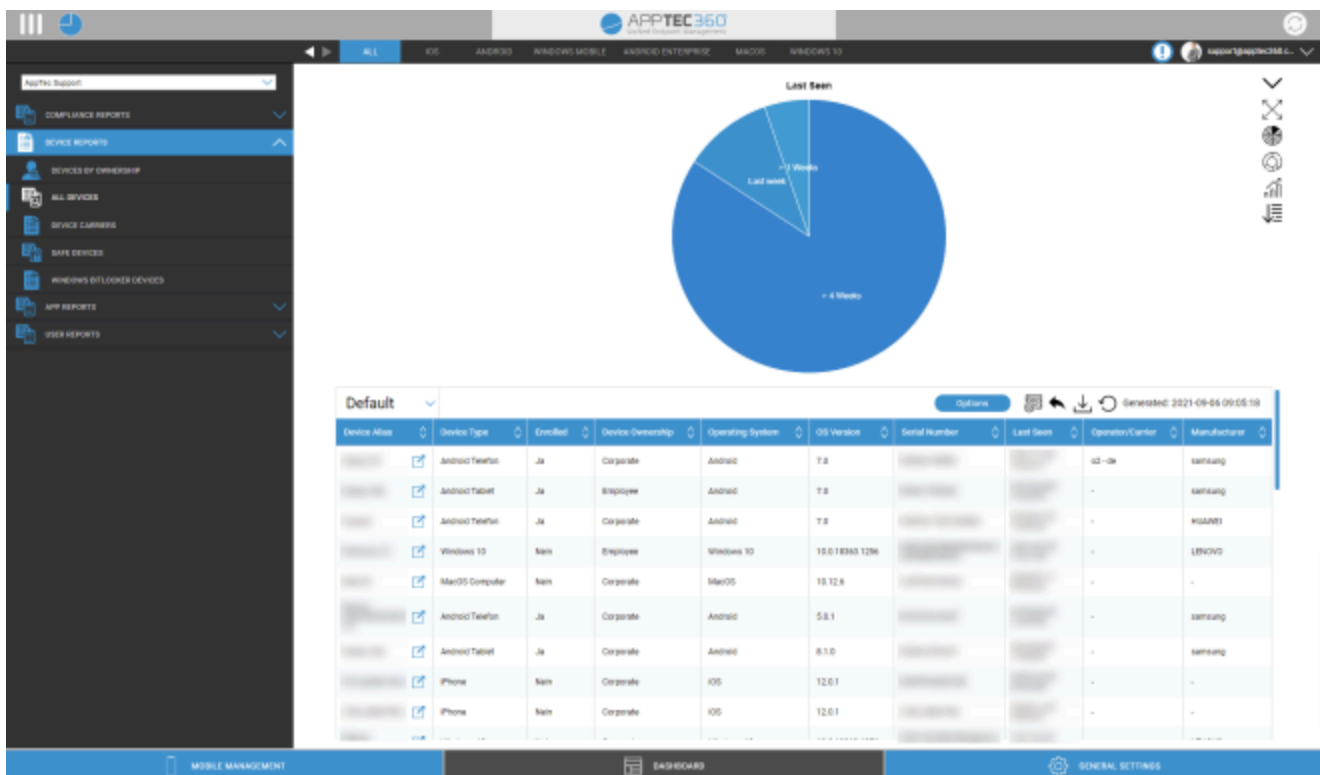 APPTEC360
Unified Endpoint Management
ALL
IOS
ANDROID
WINDOWS MOBILE
ANDROID ENTERPRISE
MACOS
WINDOWS 10
support@apptec360.c...
AppTec Support
COMPLIANCE REPORTS
DEVICE REPORTS
DEVICES BY OWNERSHIP
ALL DEVICES
DEVICE CARRIERS
SAFE DEVICES
WINDOWS BITLOCKER DEVICES
APP REPORTS
USER REPORTS
Last Seen
Weeks
Last week
> 4 Weeks
Default
Options
Generated: 2021-09-06 09:05:18
Device Alias Device Type Enrolled Device Ownership Operating System OS Version Serial Number Last Seen Operator/Carrier Manufacturer
Android Telefon Ja Corporate Android 7.0 o2 - de samsung
Android Tablet Ja Employee Android 7.0 - samsung
Android Telefon Ja Corporate Android 7.0 - HUAWEI
Windows 10 Nein Employee Windows 10 10.0.18363.1256 - LENOVO
MacOS Computer Nein Corporate MacOS 10.12.6 - -
Android Telefon Ja Corporate Android 5.0.1 - samsung
Android Tablet Ja Corporate Android 8.1.0 - samsung
iPhone Nein Corporate iOS 12.0.1 - -
iPhone Nein Corporate iOS 12.0.1 - -
MOBILE MANAGEMENT
DASHBOARD
GENERAL SETTINGS